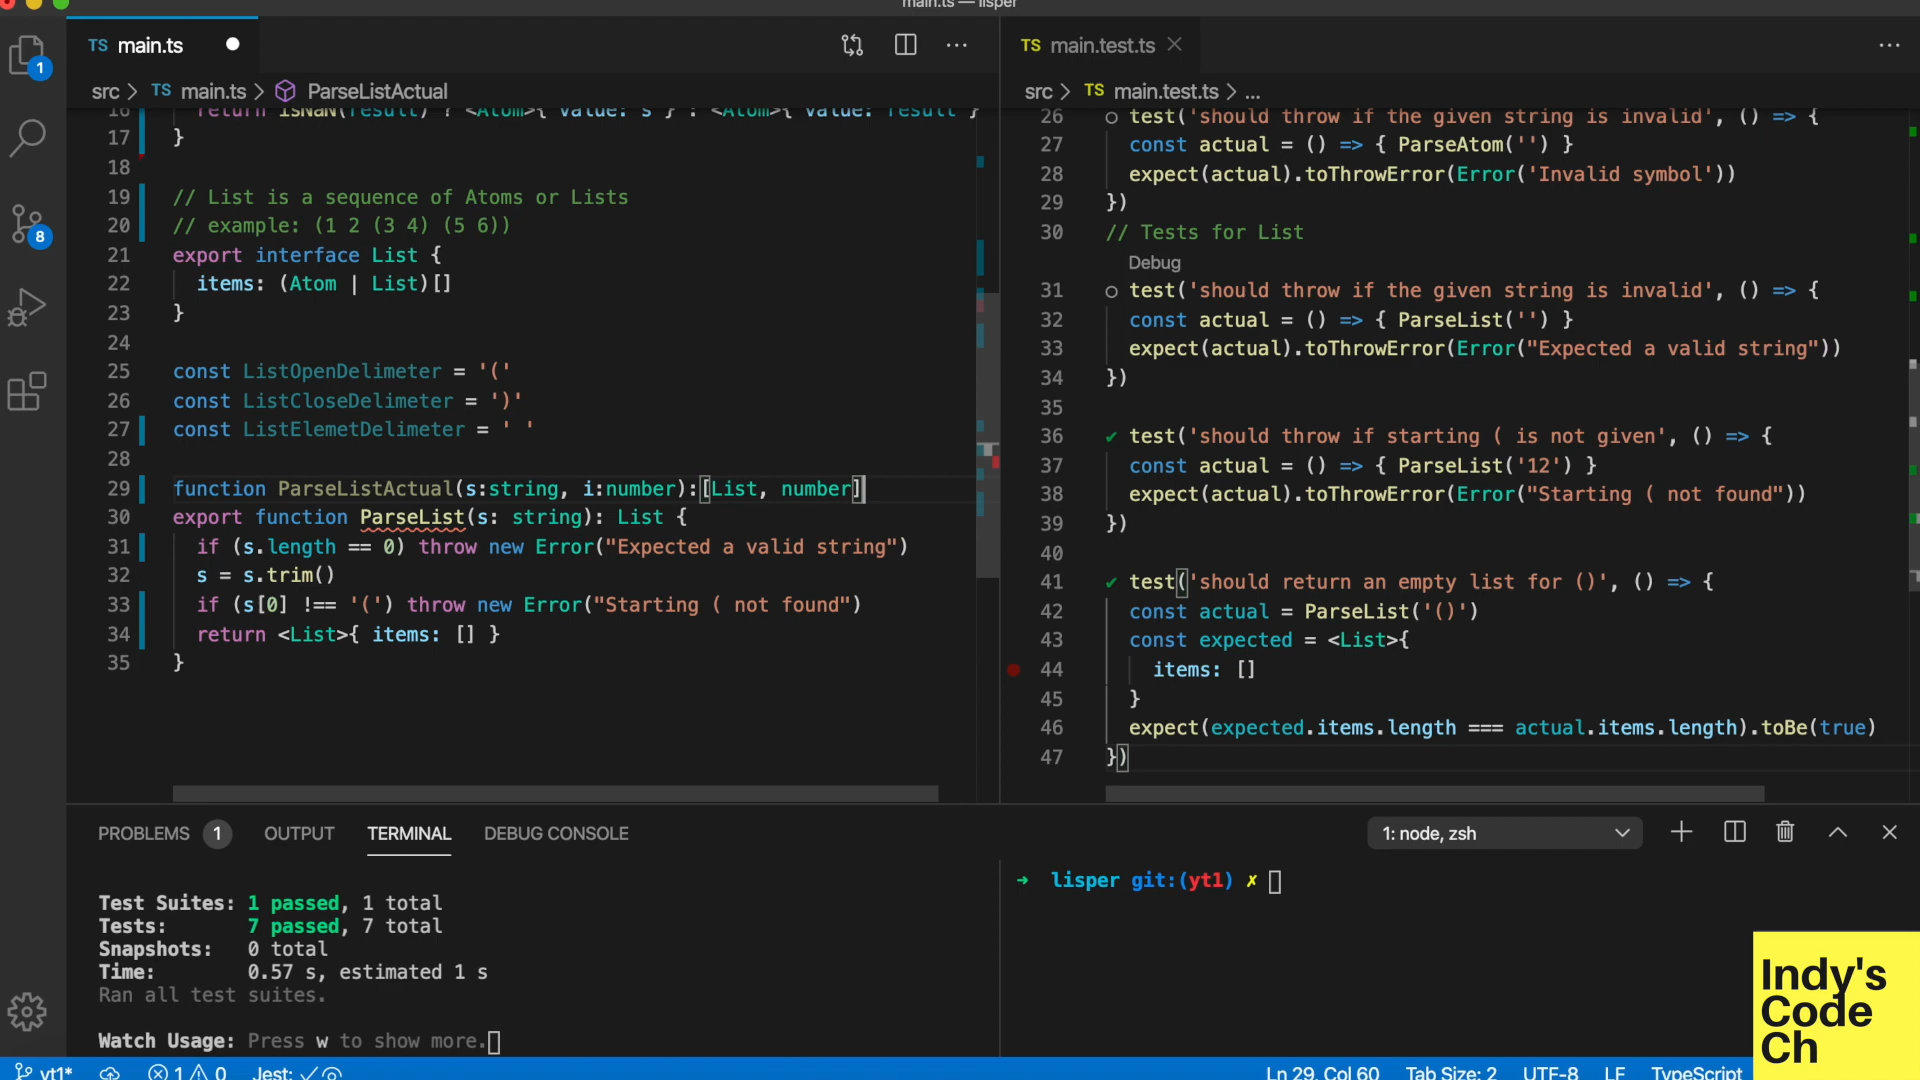 main.ts — lisper
TS main.ts
TS main.test.ts
1
src > TS main.ts > ParseListActual
src > TS main.test.ts > ...
16 return isNaN(result) ? <Atom>{ value: s } : <Atom>{ value: result }
17 }
18
19 // List is a sequence of Atoms or Lists
20 // example: (1 2 (3 4) (5 6))
21 export interface List {
22 items: (Atom | List)[]
23 }
24
25 const ListOpenDelimeter = '('
26 const ListCloseDelimeter = ')'
27 const ListElemetDelimeter = ' '
28
29 function ParseListActual(s:string, i:number):[List, number]
30 export function ParseList(s: string): List {
31 if (s.length == 0) throw new Error("Expected a valid string")
32 s = s.trim()
33 if (s[0] !== '(') throw new Error("Starting ( not found")
34 return <List>{ items: [] }
35 }
8
26 test('should throw if the given string is invalid', () => {
27 const actual = () => { ParseAtom('') }
28 expect(actual).toThrowError(Error('Invalid symbol'))
29 })
30 // Tests for List
Debug
31 test('should throw if the given string is invalid', () => {
32 const actual = () => { ParseList('') }
33 expect(actual).toThrowError(Error("Expected a valid string"))
34 })
35
36 test('should throw if starting ( is not given', () => {
37 const actual = () => { ParseList('12') }
38 expect(actual).toThrowError(Error("Starting ( not found"))
39 })
40
41 test('should return an empty list for ()', () => {
42 const actual = ParseList('()')
43 const expected = <List>{
44 items: []
45 }
46 expect(expected.items.length === actual.items.length).toBe(true)
47 })
PROBLEMS 1 OUTPUT TERMINAL DEBUG CONSOLE
1: node, zsh
Test Suites: 1 passed, 1 total
Tests: 7 passed, 7 total
Snapshots: 0 total
Time: 0.57 s, estimated 1 s
Ran all test suites.
Watch Usage: Press w to show more.
➜ lisper git:(yt1) ✗
Indy's
Code
Ch
yt1* 1 0 Jest: ✓
Ln 29, Col 60 Tab Size: 2 UTF-8 LF TypeScript